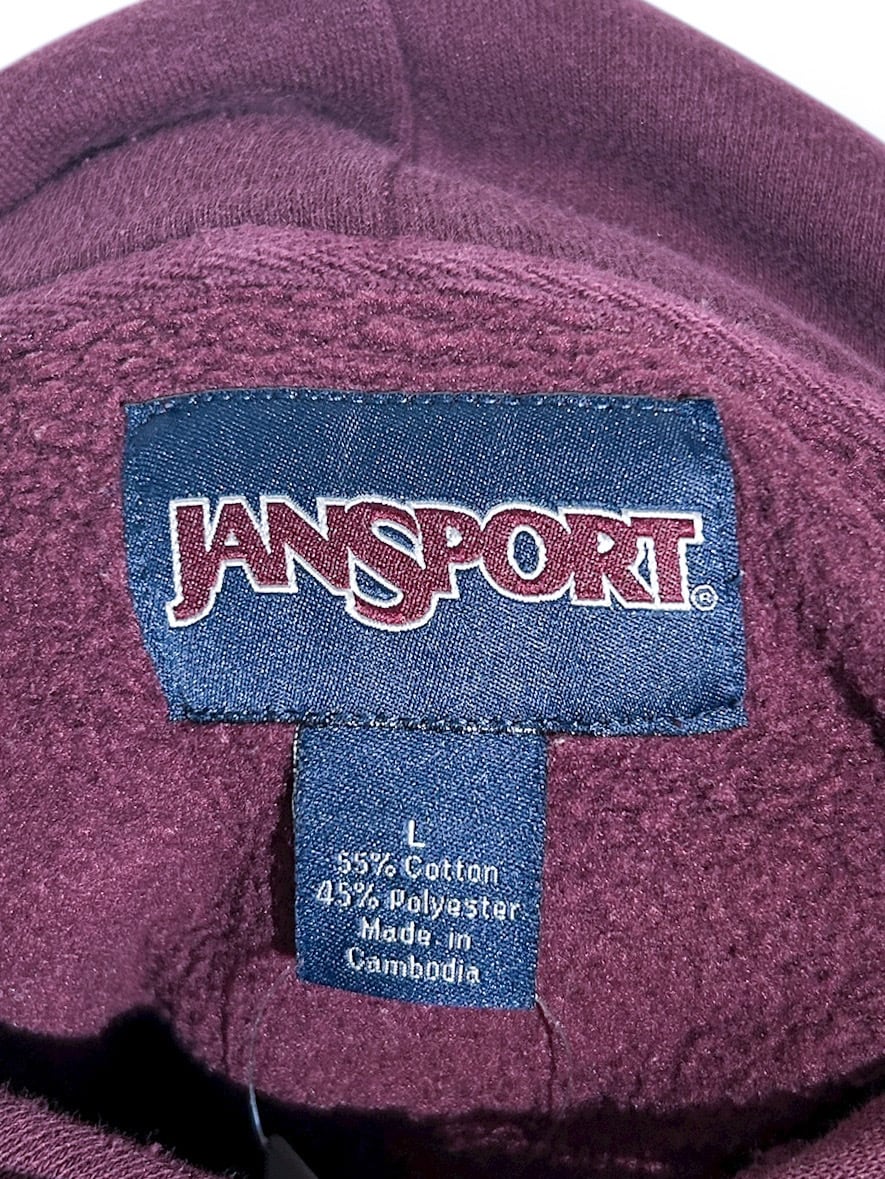 JANSPORT®
L
55% Cotton
45% Polyester
Made in
Cambodia